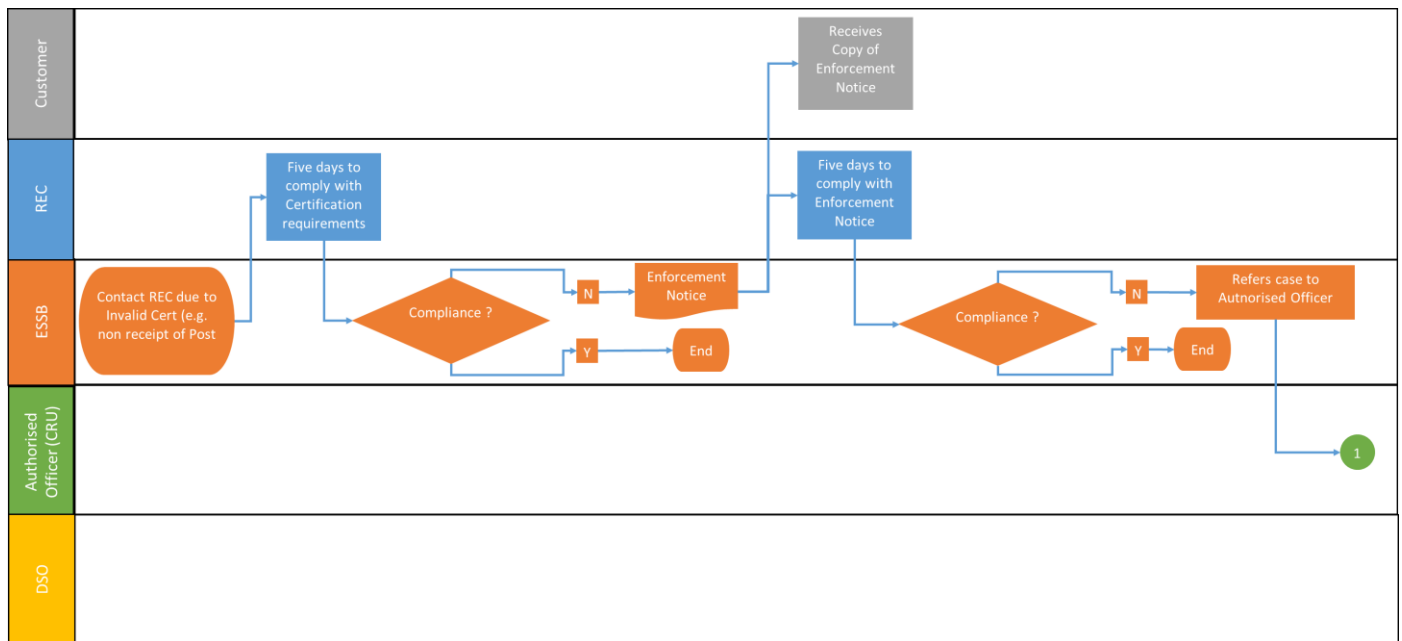 Customer
Receives
Copy of
Enforcement
Notice
REC
Five days to
comply with
Certification
requirements
Five days to
comply with
Enforcement
Notice
ESSB
Contact REC due to
Invalid Cert (e.g.
non receipt of Post
Compliance ?
N
Enforcement
Notice
Y
End
Compliance ?
N
Refers case to
Autnorised Officer
Y
End
Authorised
Officer (CRU)
1
DSO